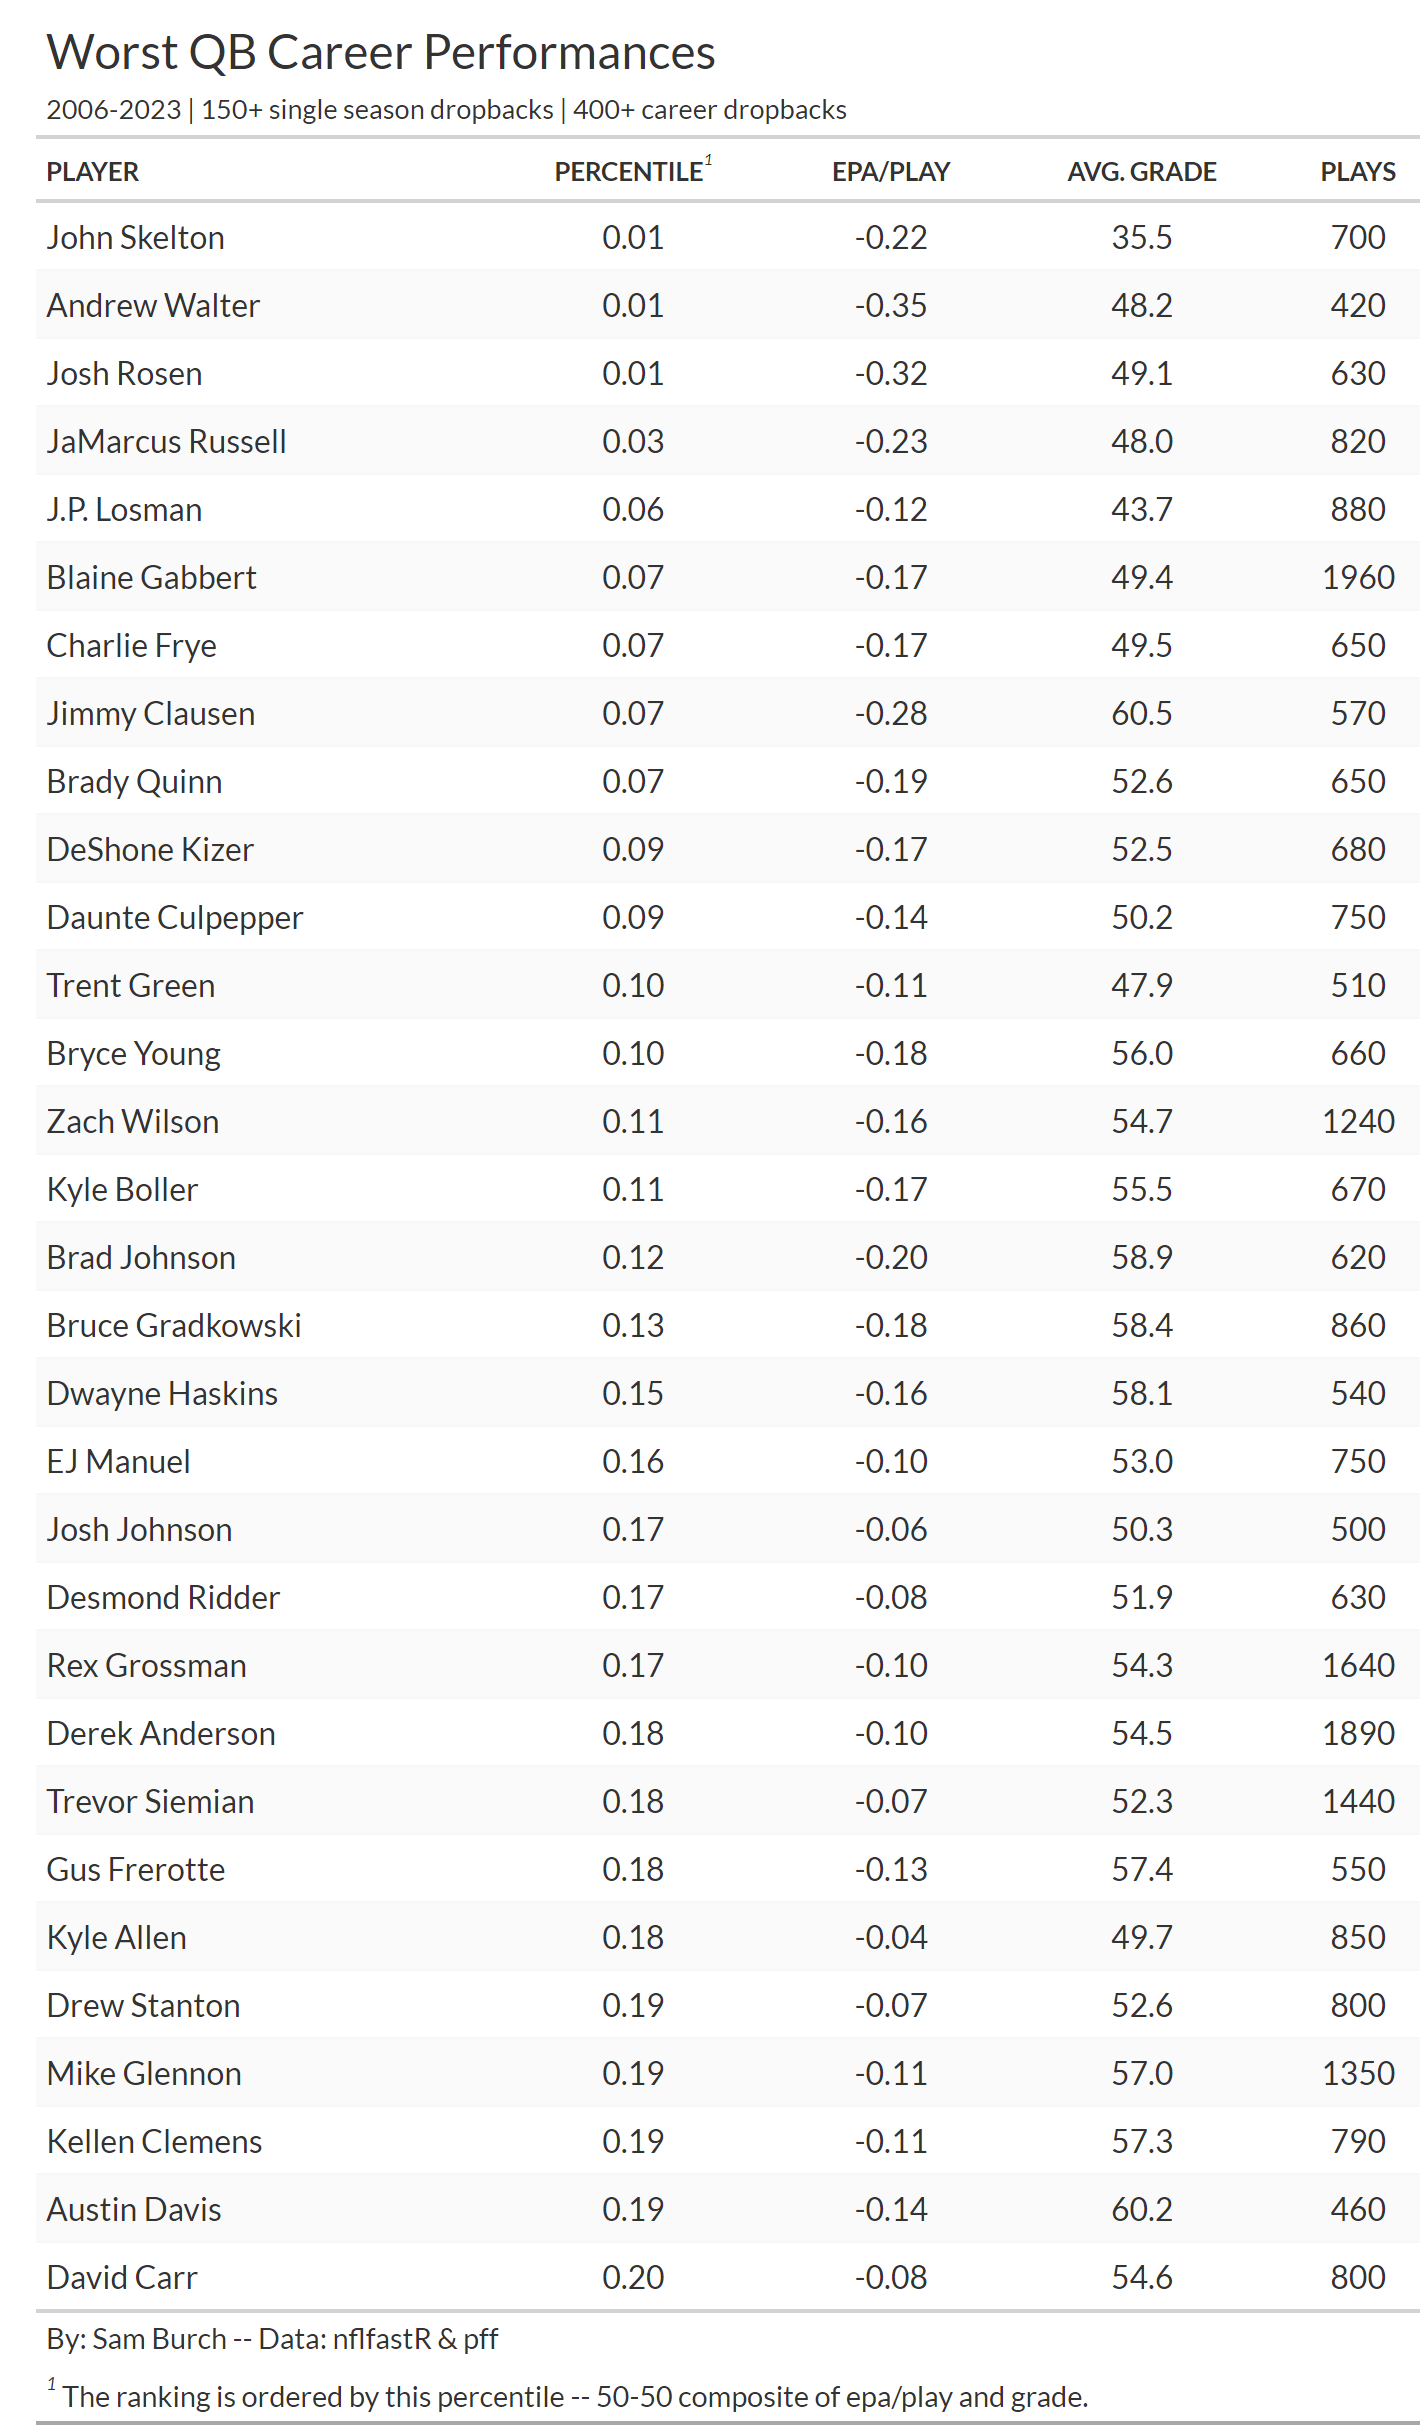 Worst QB Career Performances
2006-2023 | 150+ single season dropbacks | 400+ career dropbacks
PLAYER PERCENTILE1 EPA/PLAY AVG. GRADE PLAYS
John Skelton 0.01 -0.22 35.5 700
Andrew Walter 0.01 -0.35 48.2 420
Josh Rosen 0.01 -0.32 49.1 630
JaMarcus Russell 0.03 -0.23 48.0 820
J.P. Losman 0.06 -0.12 43.7 880
Blaine Gabbert 0.07 -0.17 49.4 1960
Charlie Frye 0.07 -0.17 49.5 650
Jimmy Clausen 0.07 -0.28 60.5 570
Brady Quinn 0.07 -0.19 52.6 650
DeShone Kizer 0.09 -0.17 52.5 680
Daunte Culpepper 0.09 -0.14 50.2 750
Trent Green 0.10 -0.11 47.9 510
Bryce Young 0.10 -0.18 56.0 660
Zach Wilson 0.11 -0.16 54.7 1240
Kyle Boller 0.11 -0.17 55.5 670
Brad Johnson 0.12 -0.20 58.9 620
Bruce Gradkowski 0.13 -0.18 58.4 860
Dwayne Haskins 0.15 -0.16 58.1 540
EJ Manuel 0.16 -0.10 53.0 750
Josh Johnson 0.17 -0.06 50.3 500
Desmond Ridder 0.17 -0.08 51.9 630
Rex Grossman 0.17 -0.10 54.3 1640
Derek Anderson 0.18 -0.10 54.5 1890
Trevor Siemian 0.18 -0.07 52.3 1440
Gus Frerotte 0.18 -0.13 57.4 550
Kyle Allen 0.18 -0.04 49.7 850
Drew Stanton 0.19 -0.07 52.6 800
Mike Glennon 0.19 -0.11 57.0 1350
Kellen Clemens 0.19 -0.11 57.3 790
Austin Davis 0.19 -0.14 60.2 460
David Carr 0.20 -0.08 54.6 800
By: Sam Burch -- Data: nflfastR & pff
1 The ranking is ordered by this percentile -- 50-50 composite of epa/play and grade.